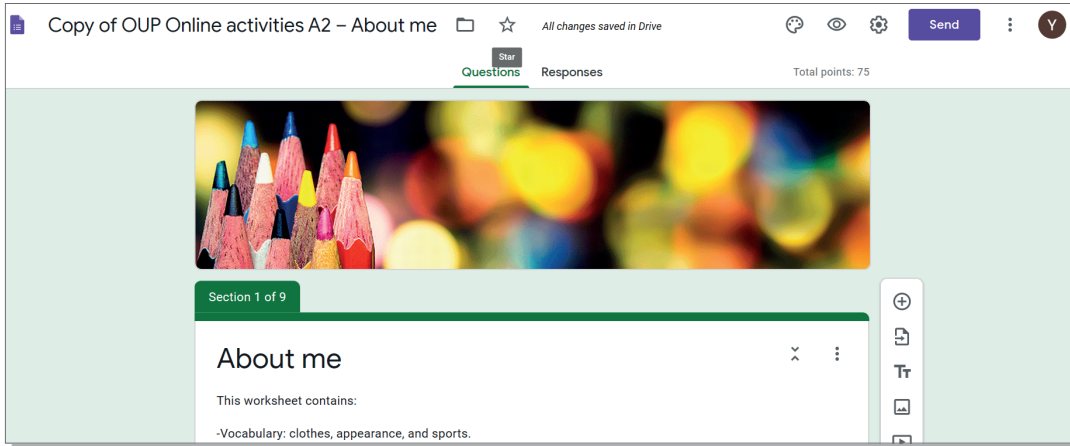 Copy of OUP Online activities A2 – About me
All changes saved in Drive
Send
Y
Star
Questions
Responses
Total points: 75
Section 1 of 9
About me
This worksheet contains:
-Vocabulary: clothes, appearance, and sports.
Tт